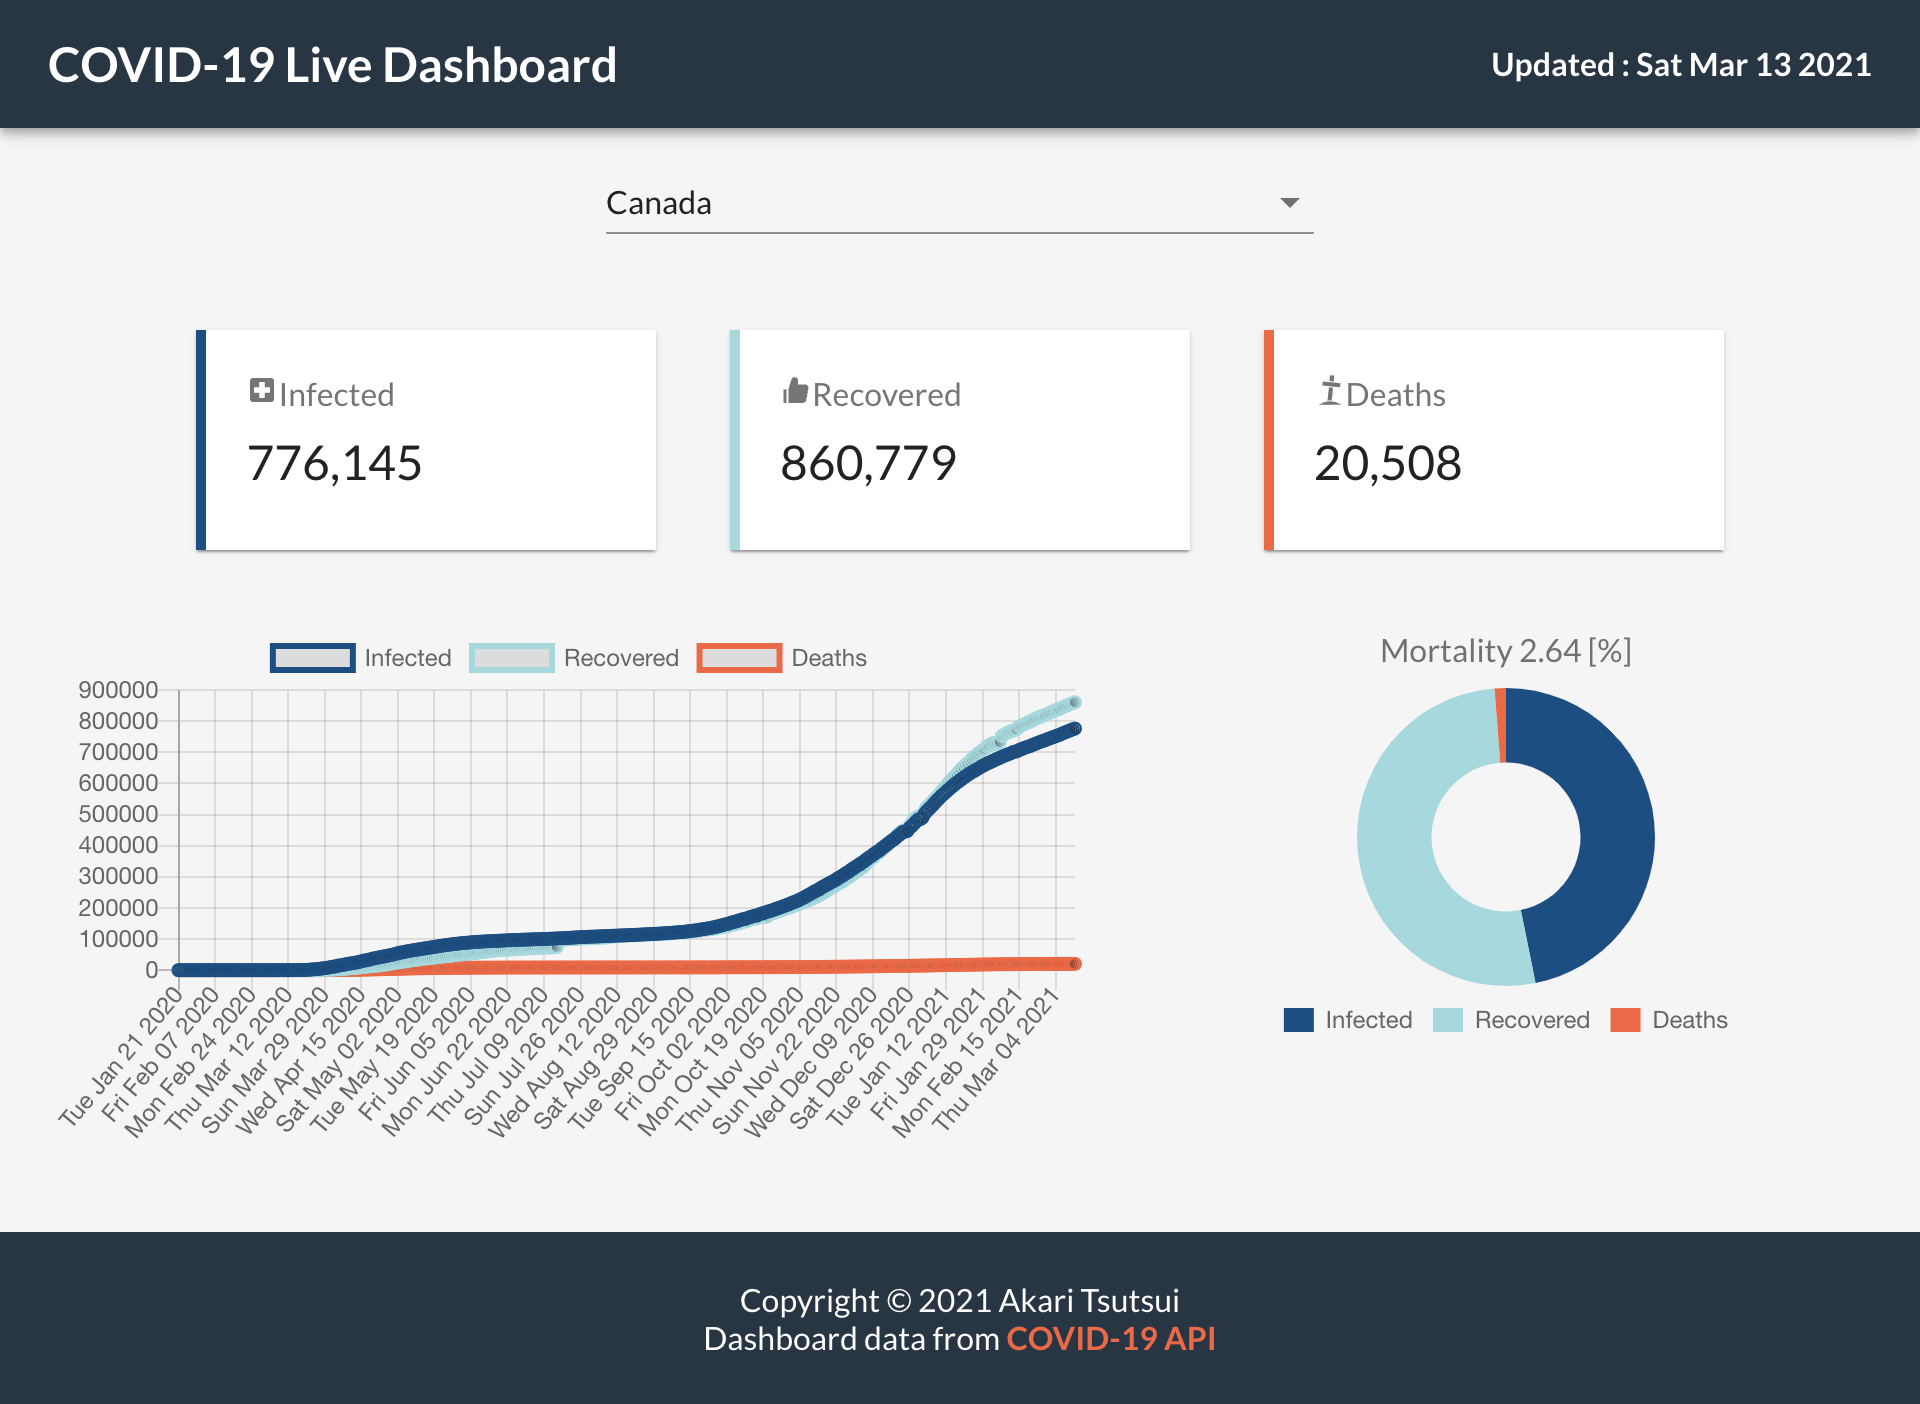 COVID-19 Live Dashboard
Updated : Sat Mar 13 2021
Canada
Infected
776,145
Recovered
860,779
Deaths
20,508
Infected Recovered Deaths
900000
800000
700000
600000
500000
400000
300000
200000
100000
0
Tue Jan 21 2020
Fri Feb 07 2020
Mon Feb 24 2020
Thu Mar 12 2020
Sun Mar 29 2020
Wed Apr 15 2020
Sat May 02 2020
Tue May 19 2020
Fri Jun 05 2020
Mon Jun 22 2020
Thu Jul 09 2020
Sun Jul 26 2020
Wed Aug 12 2020
Sat Aug 29 2020
Tue Sep 15 2020
Fri Oct 02 2020
Mon Oct 19 2020
Thu Nov 05 2020
Sun Nov 22 2020
Wed Dec 09 2020
Sat Dec 26 2020
Tue Jan 12 2021
Fri Jan 29 2021
Mon Feb 15 2021
Thu Mar 04 2021
Mortality 2.64 [%]
Infected Recovered Deaths
Copyright © 2021 Akari Tsutsui
Dashboard data from COVID-19 API